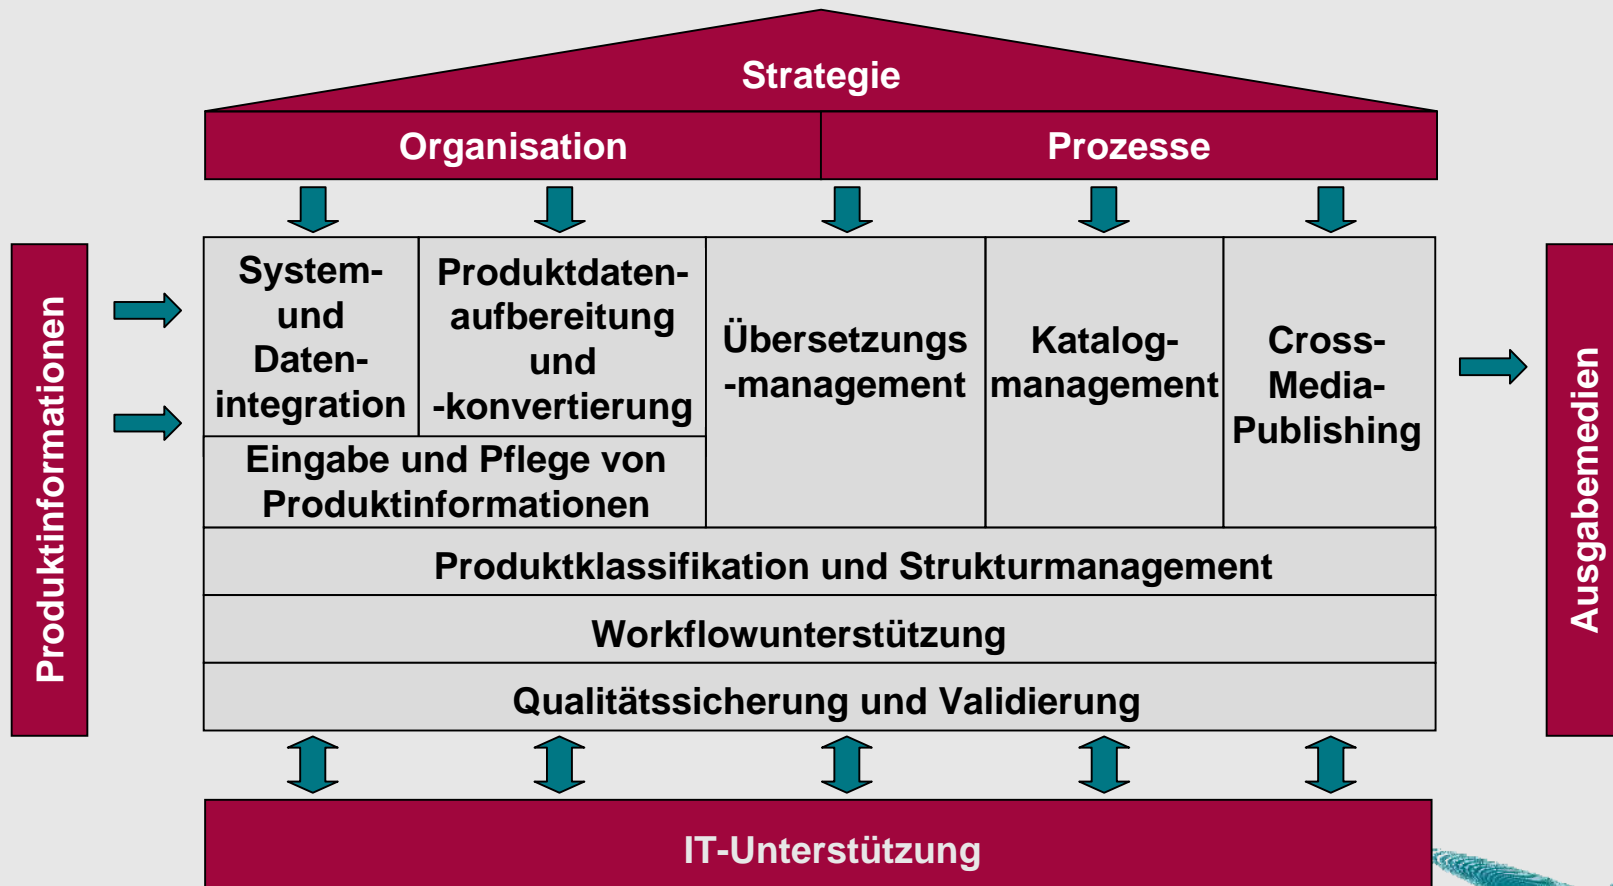 Strategie
Organisation
Prozesse
Produktinformationen
System-
und
Daten-
integration
Produktdaten-
aufbereitung
und
-konvertierung
Übersetzungs
-management
Katalog-
management
Cross-
Media-
Publishing
Eingabe und Pflege von
Produktinformationen
Produktklassifikation und Strukturmanagement
Workflowunterstützung
Qualitätssicherung und Validierung
Ausgabemedien
IT-Unterstützung